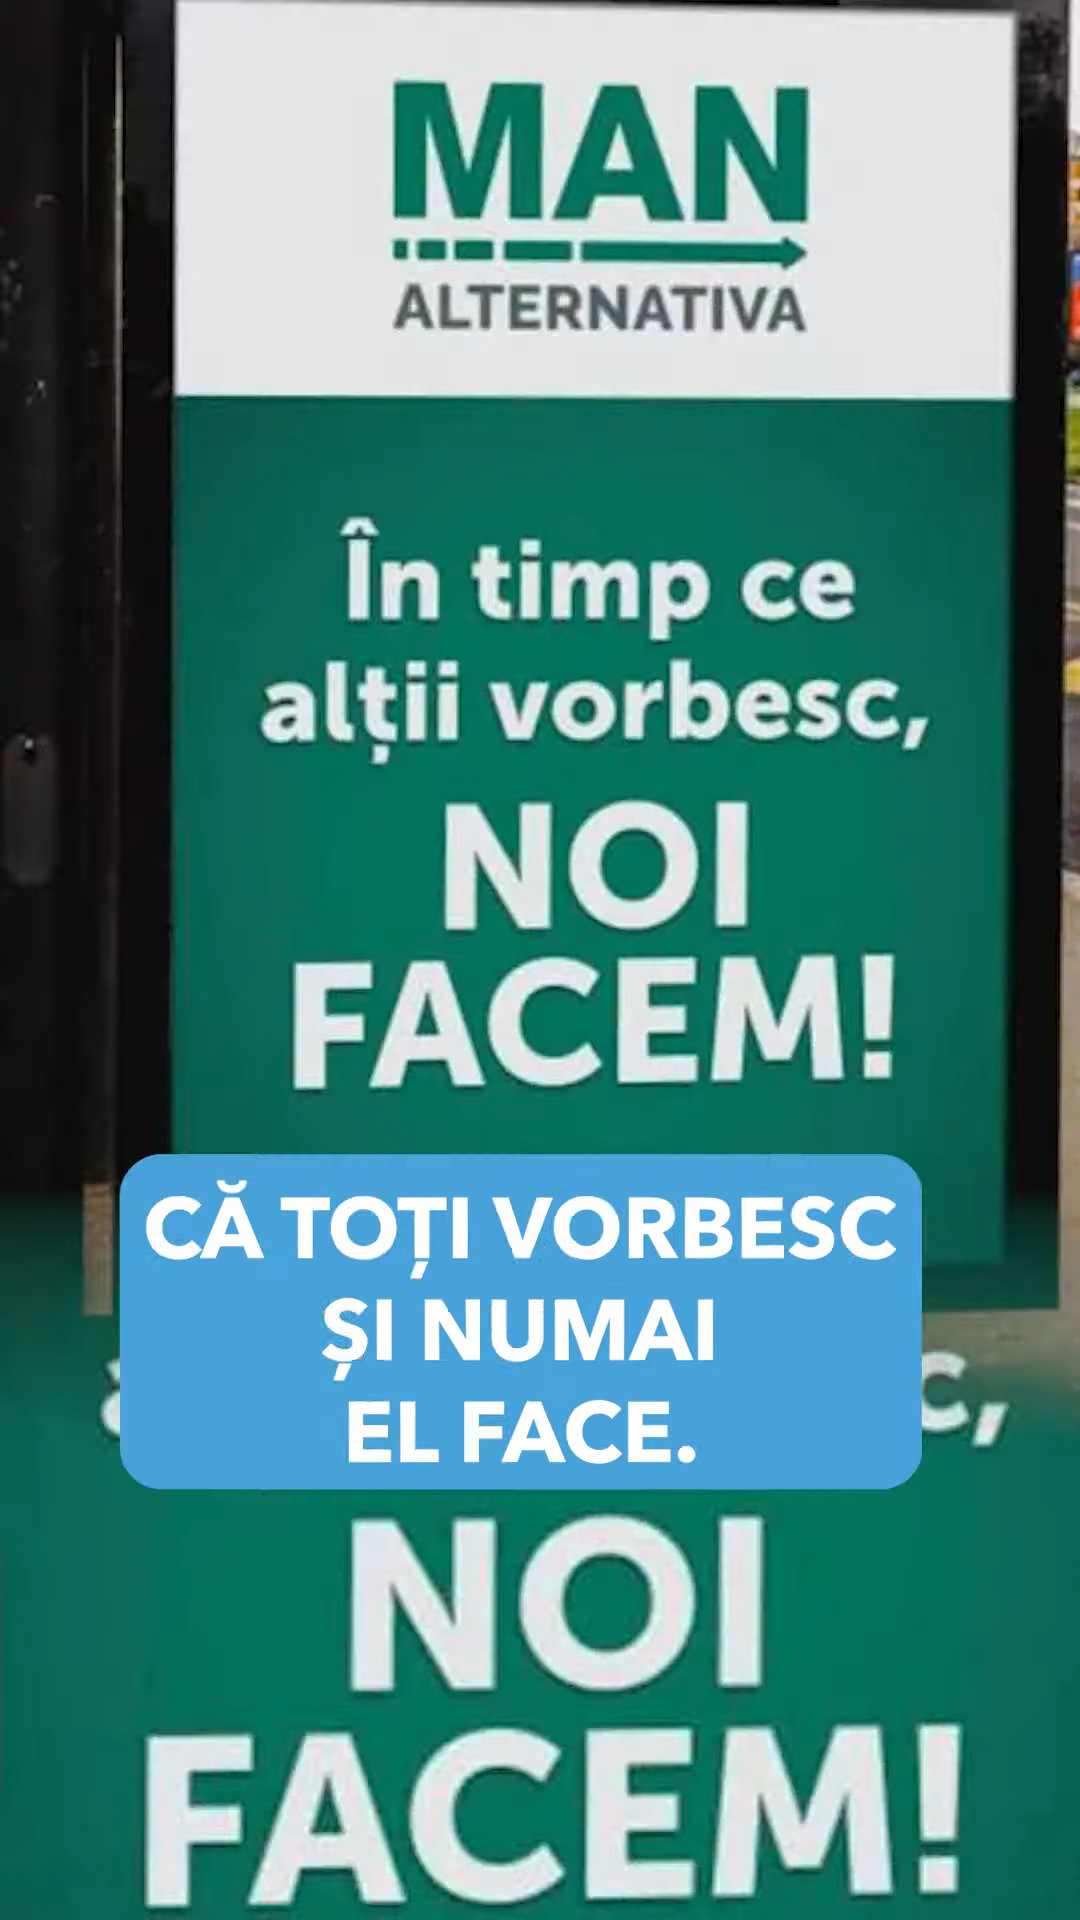 MAN
ALTERNATIVA
În timp ce
alții vorbesc,
NOI
FACEM!
CĂ TOȚI VORBESC
ȘI NUMAI
EL FACE.
NOI
FACEM!